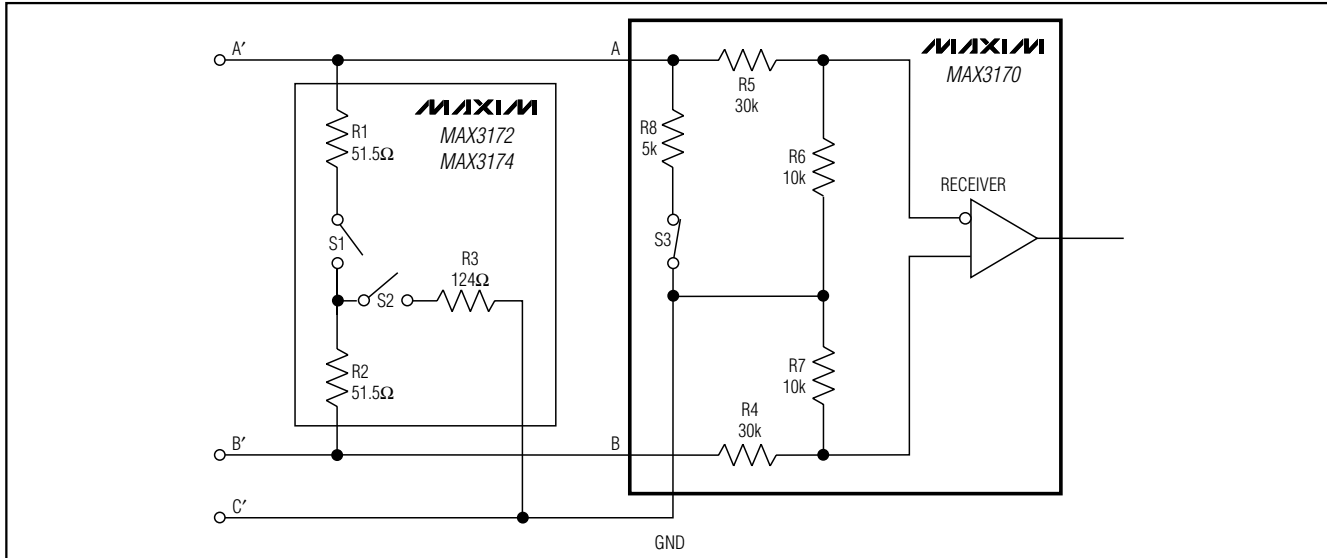 A′
A
MAXIM
MAX3170
R5
30k
MAXIM
MAX3172
MAX3174
R1
51.5Ω
R8
5k
R6
10k
RECEIVER
S1
S3
R3
124Ω
S2
R2
51.5Ω
R7
10k
R4
30k
B′
B
C′
GND